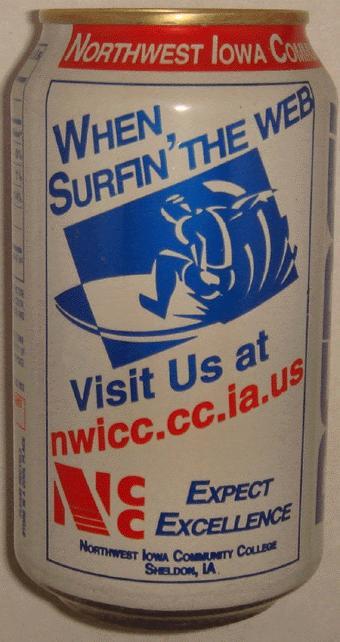 NORTHWEST IOWA COMM
WHEN,
SURFIN' THE WEB
Visit Us at
nwicc.cc.ia.us
NCC
EXPECT
EXCELLENCE
NORTHWEST IOWA COMMUNITY COLLEGE
SHELDON, IA